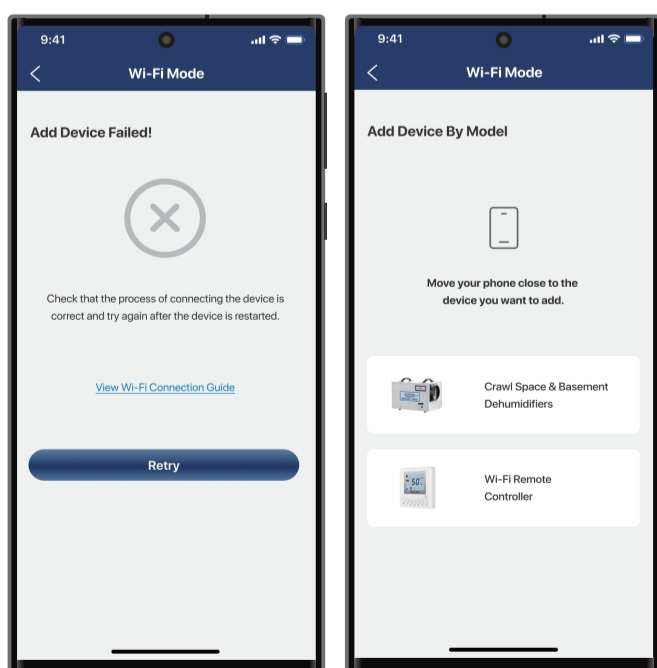 9:41
Wi-Fi Mode
Add Device Failed!
Check that the process of connecting the device is
correct and try again after the device is restarted.
View Wi-Fi Connection Guide
Retry
9:41
Wi-Fi Mode
Add Device By Model
Move your phone close to the
device you want to add.
Crawl Space & Basement
Dehumidifiers
Wi-Fi Remote
Controller